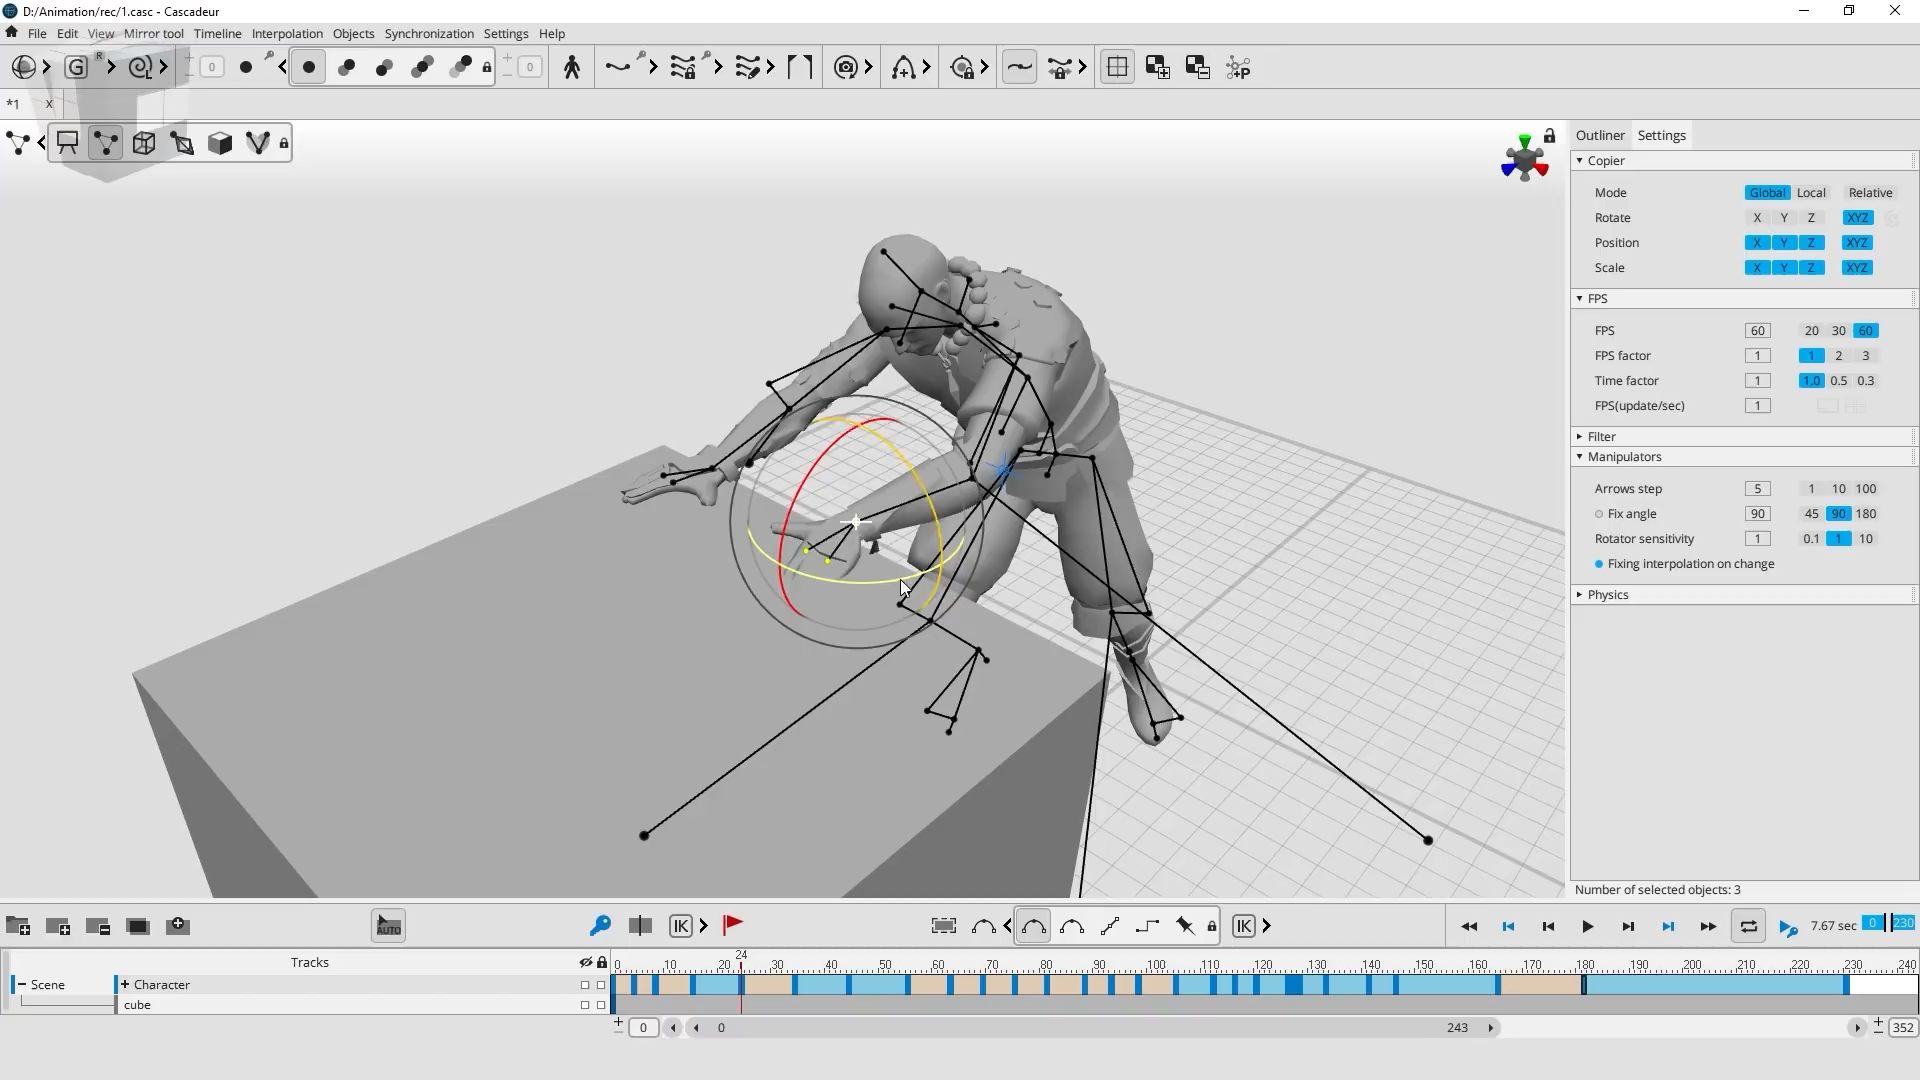 D:/Animation/rec/1.casc - Cascadeur
File Edit View Mirror tool Timeline Interpolation Objects Synchronization Settings Help
G R 0 0 P
*1 x
Outliner Settings
Copier
Mode Global Local Relative
Rotate X Y Z XYZ
Position X Y Z XYZ
Scale X Y Z XYZ
FPS
FPS 60 20 30 60
FPS factor 1 1 2 3
Time factor 1 1.0 0.5 0.3
FPS(update/sec) 1
Filter
Manipulators
Arrows step 5 1 10 100
Fix angle 90 45 90 180
Rotator sensitivity 1 0.1 1 10
Fixing interpolation on change
Physics
Number of selected objects: 3
AUTO IK IK 7.67 sec 0 230
24
Tracks 0 10 20 30 40 50 60 70 80 90 100 110 120 130 140 150 160 170 180 190 200 210 220 230 240
Scene + Character
cube
0 0 243 352